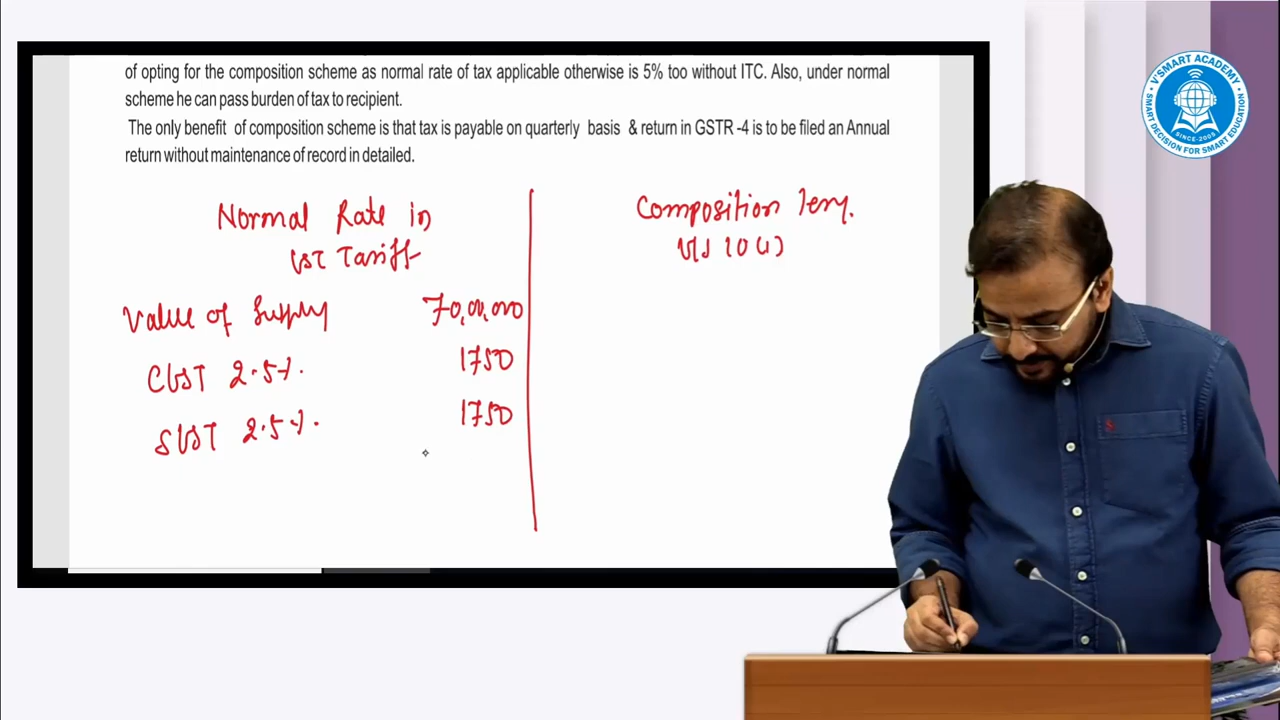 of opting for the composition scheme as normal rate of tax applicable otherwise is 5% too without ITC. Also, under normal
scheme he can pass burden of tax to recipient.
The only benefit of composition scheme is that tax is payable on quarterly basis & return in GSTR -4 is to be filed an Annual
return without maintenance of record in detailed.
Normal Rate in
GST Tariff
Value of Supply 70,00,000
CGST 2.5%. 1750
SGST 2.5%. 1750
Composition
U/s 10(1)
V'SMART ACADEMY
SINCE-2005
SMART DECISION FOR SMART EDUCATION